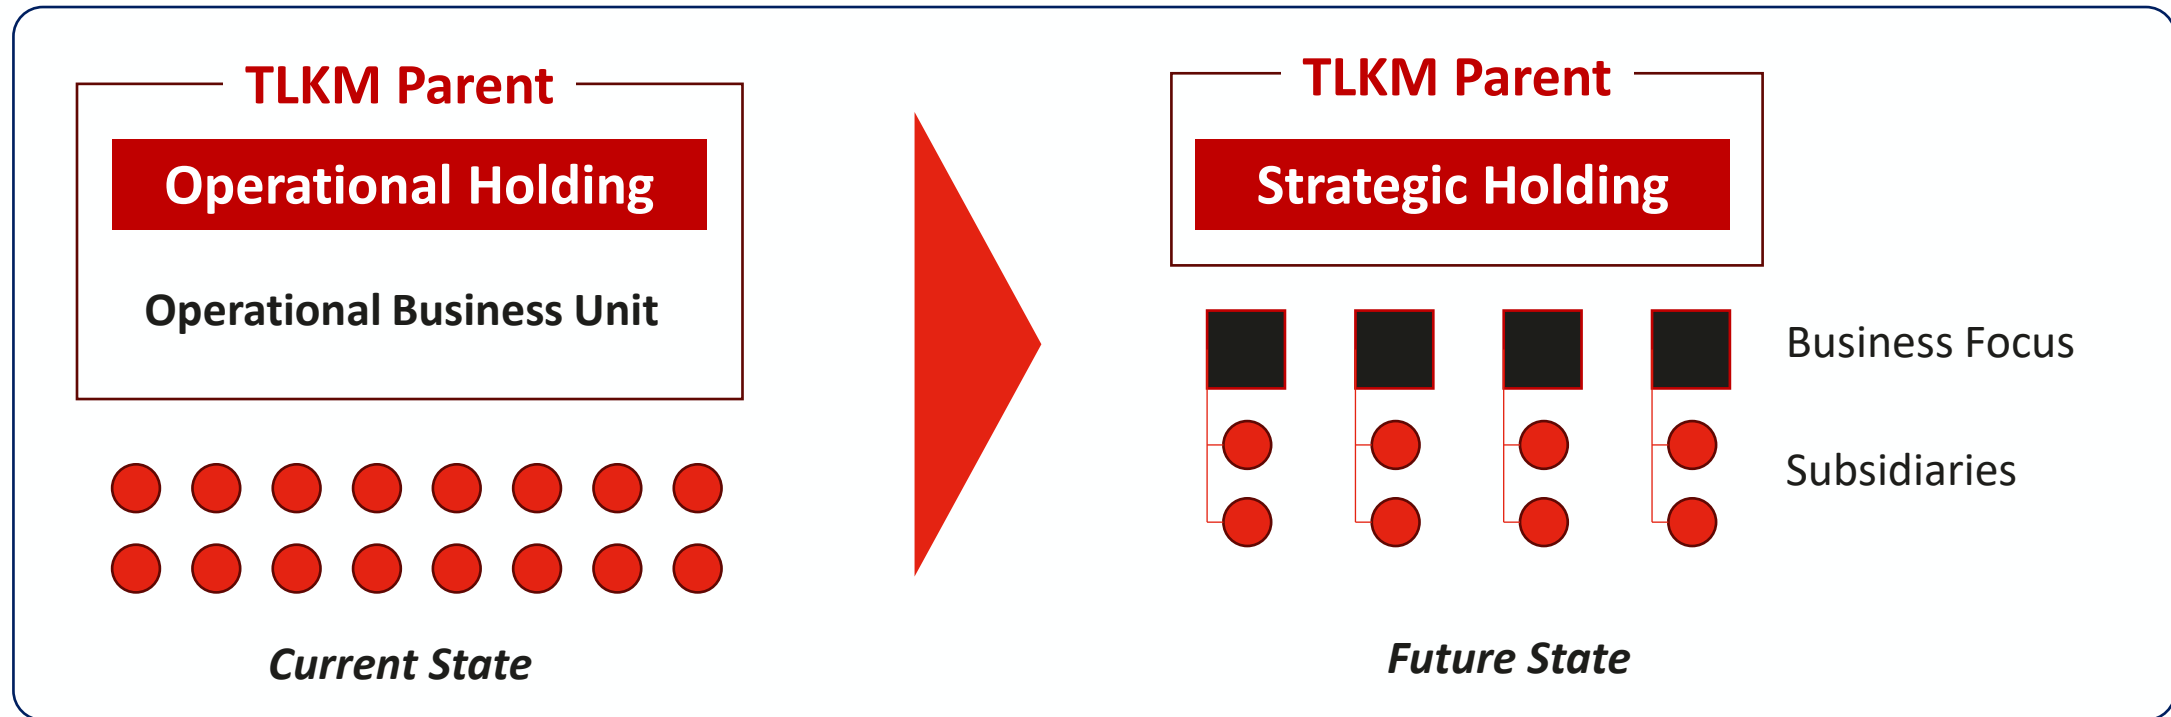 TLKM Parent
Operational Holding
Operational Business Unit
Current State
TLKM Parent
Strategic Holding
Business Focus
Subsidiaries
Future State